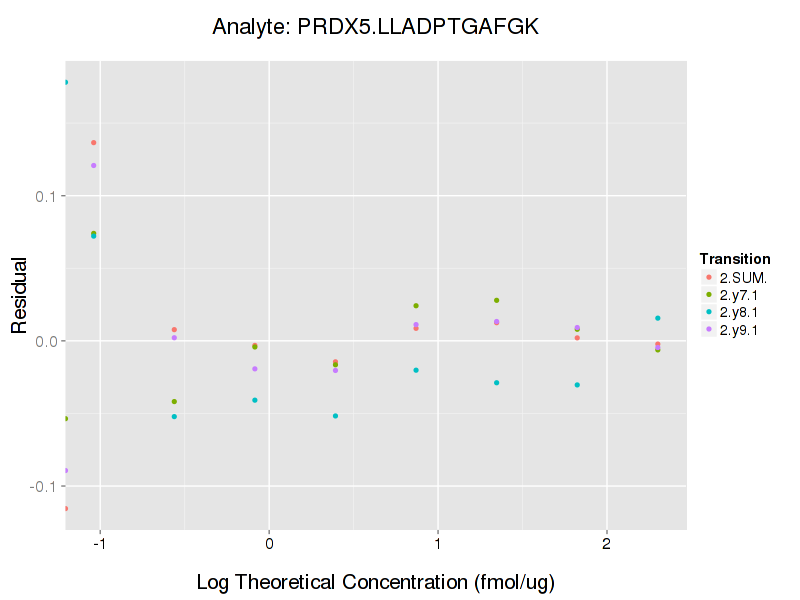 Analyte: PRDX5.LLADPTGAFGK
Residual
0.1
0.0
-0.1
-1
0
1
2
Log Theoretical Concentration (fmol/ug)
Transition
2.SUM.
2.y7.1
2.y8.1
2.y9.1